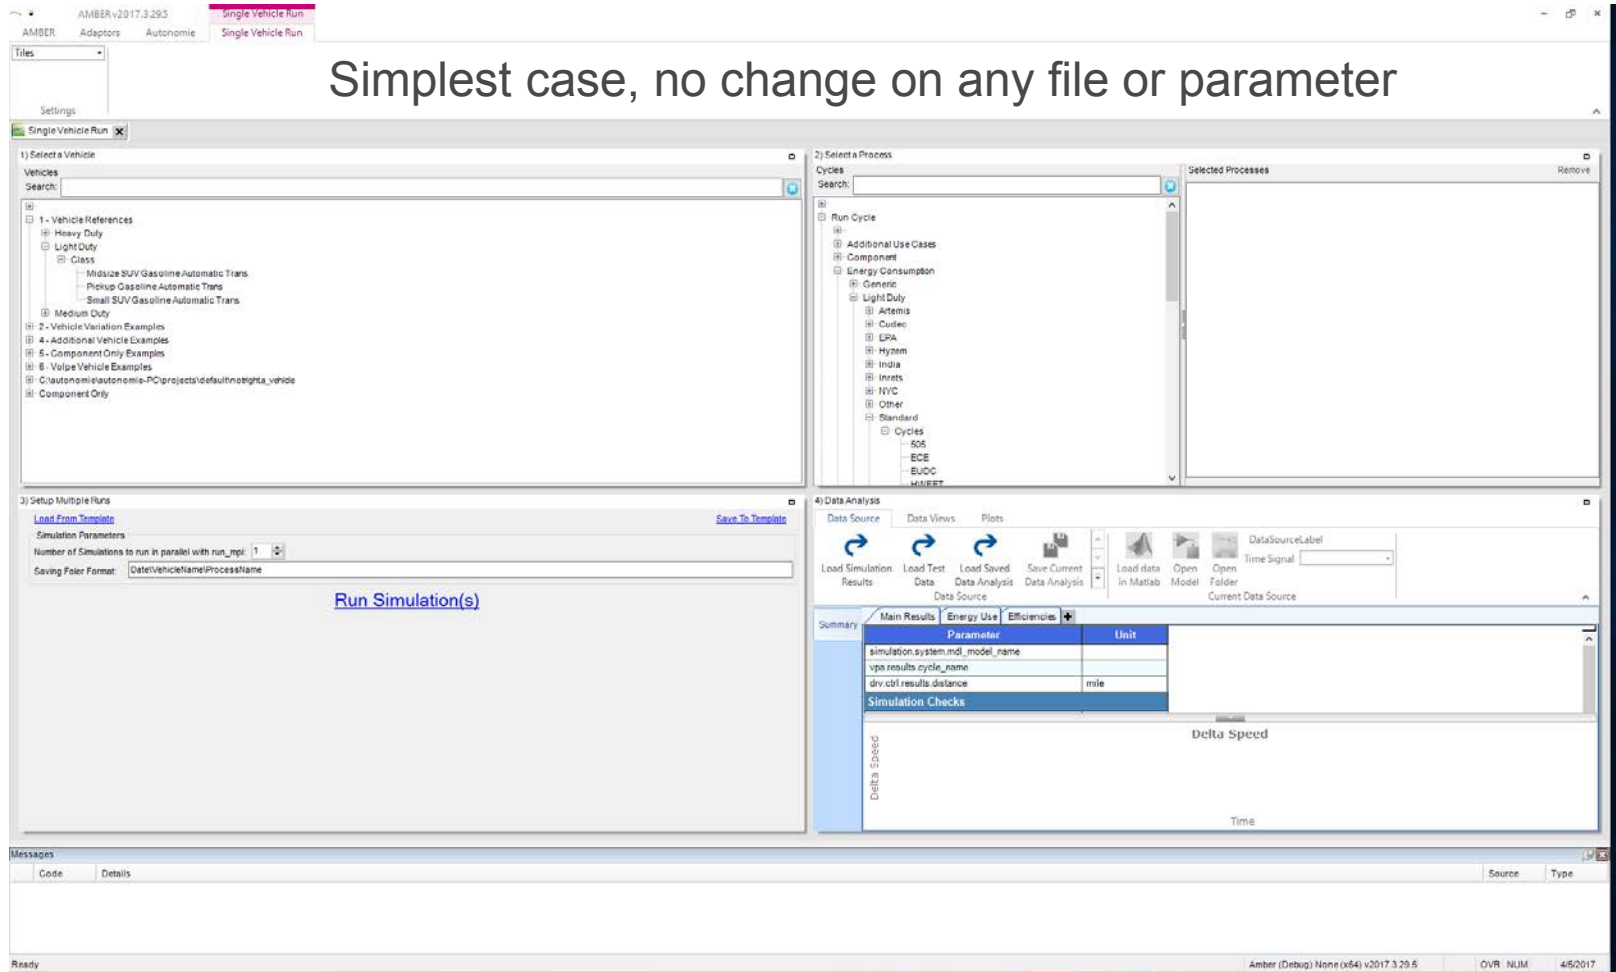 AMBER v2017.3.29.5
Single Vehicle Run
AMBER Adaptors Autonomie Single Vehicle Run
Tiles
Settings
Simplest case, no change on any file or parameter
Single Vehicle Run
1) Select a Vehicle
Vehicles
Search:
1 - Vehicle References
Heavy Duty
Light Duty
Class
Midsize SUV Gasoline Automatic Trans
Pickup Gasoline Automatic Trans
Small SUV Gasoline Automatic Trans
Medium Duty
2 - Vehicle Variation Examples
4 - Additional Vehicle Examples
5 - Component Only Examples
6 - Volpe Vehicle Examples
C:\autonomie\autonomie-PC\projects\default\notrighta_vehicle
Component Only
2) Select a Process
Cycles
Search:
Run Cycle
Additional Use Cases
Component
Energy Consumption
Generic
Light Duty
Artemis
Cudec
EPA
Hyzem
India
Inrets
NYC
Other
Standard
Cycles
505
ECE
EUDC
HWFET
Selected Processes Remove
3) Setup Multiple Runs
Load From Template Save To Template
Simulation Parameters
Number of Simulations to run in parallel with run_mpi: 1
Saving Foler Format: Date\VehicleName\ProcessName
Run Simulation(s)
4) Data Analysis
Data Source Data Views Plots
Load Simulation Results
Load Test Data
Load Saved Data Analysis
Save Current Data Analysis
Data Source
Load data in Matlab
Open Model
Open Folder
DataSourceLabel
Time Signal
Current Data Source
Summary
Main Results Energy Use Efficiencies
Parameter Unit
simulation.system.mdl_model_name
vpa.results.cycle_name
drv.ctrl.results.distance mile
Simulation Checks
Delta Speed
Delta Speed
Time
Messages
Code Details Source Type
Ready Amber (Debug) None (x64) v2017.3.29.5 OVR NUM 4/5/2017